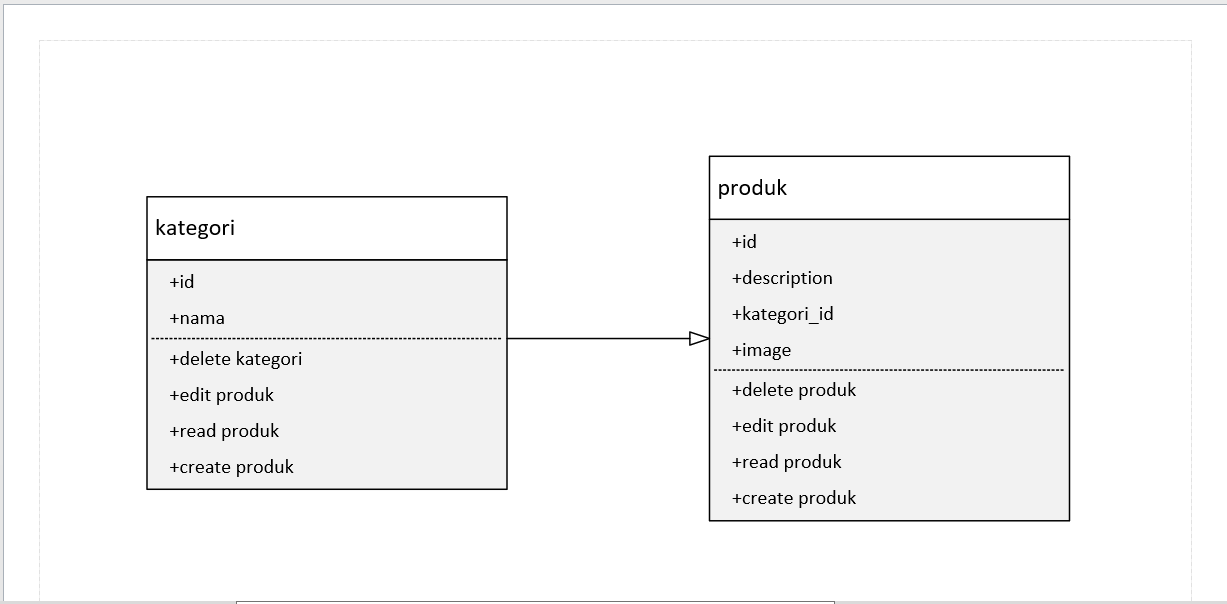 kategori
+id
+nama
+delete kategori
+edit produk
+read produk
+create produk
produk
+id
+description
+kategori_id
+image
+delete produk
+edit produk
+read produk
+create produk